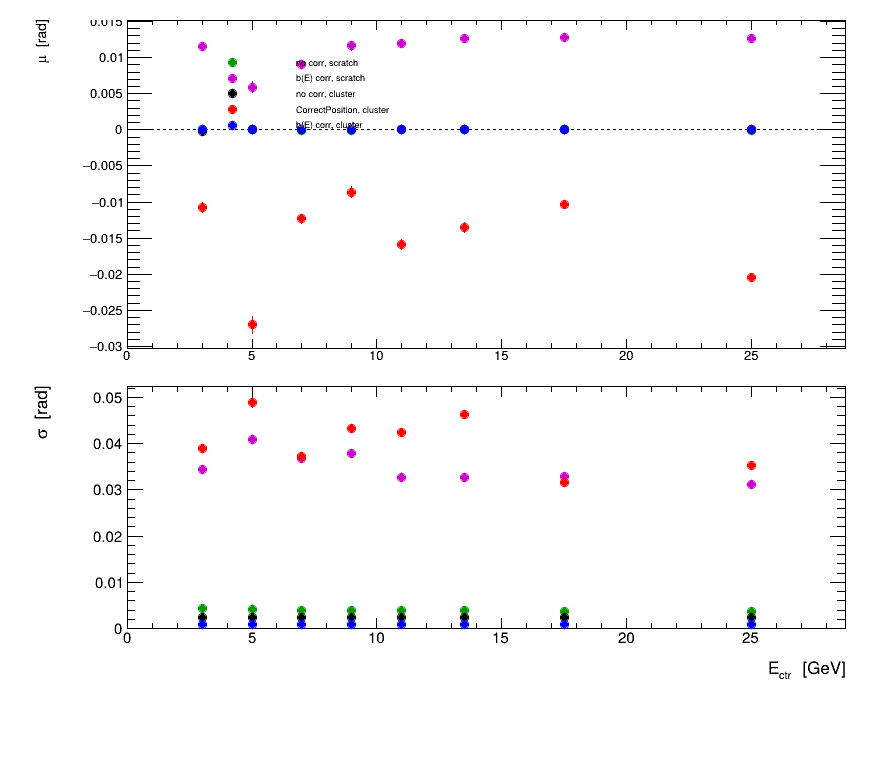 μ [rad]
0.015
0.01
0.005
0
−0.005
−0.01
−0.015
−0.02
−0.025
−0.03
no corr, scratch
b(E) corr, scratch
no corr, cluster
CorrectPosition, cluster
b(E) corr, cluster
0 5 10 15 20 25
σ [rad]
0.05
0.04
0.03
0.02
0.01
0
0 5 10 15 20 25
E_ctr [GeV]